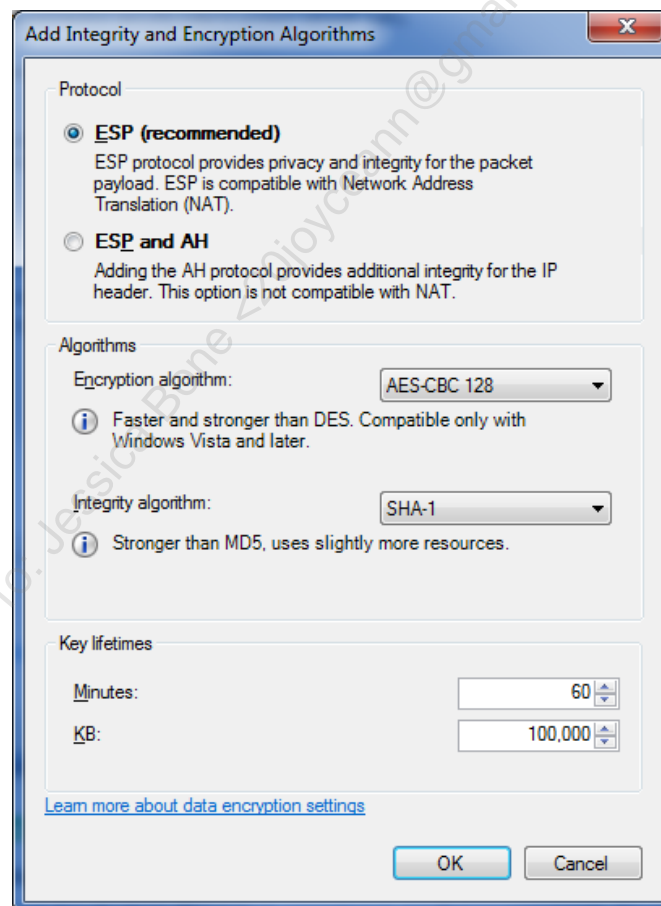 Add Integrity and Encryption Algorithms
Protocol
ESP (recommended)
ESP protocol provides privacy and integrity for the packet
payload. ESP is compatible with Network Address
Translation (NAT).
ESP and AH
Adding the AH protocol provides additional integrity for the IP
header. This option is not compatible with NAT.
Algorithms
Encryption algorithm: AES-CBC 128
Faster and stronger than DES. Compatible only with
Windows Vista and later.
Integrity algorithm: SHA-1
Stronger than MD5, uses slightly more resources.
Key lifetimes
Minutes: 60
KB: 100,000
Learn more about data encryption settings
OK Cancel
Jessica Bone <20joyceann@gmai